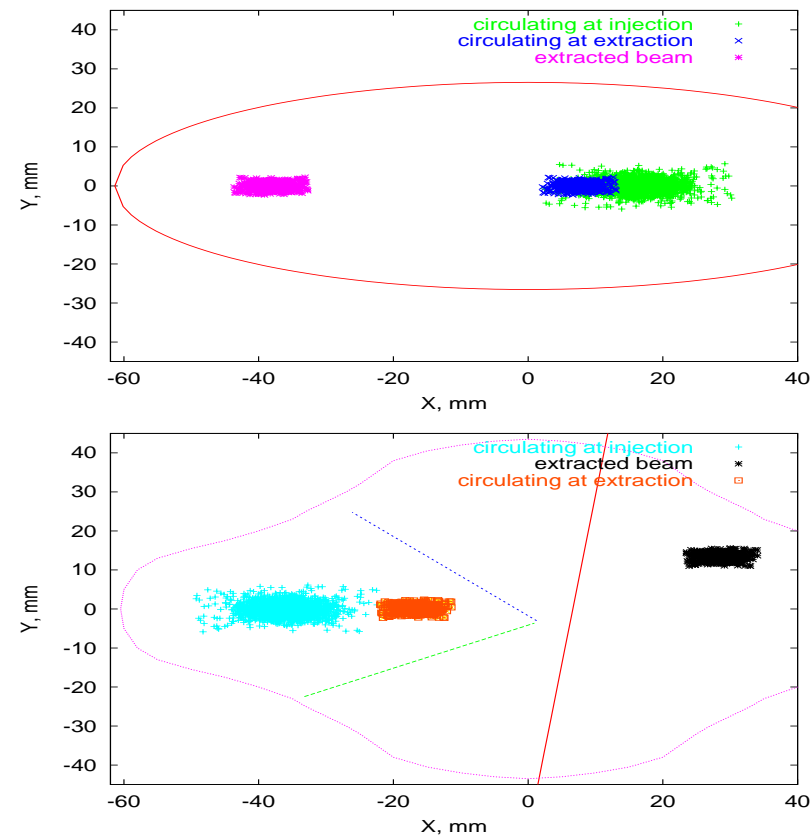 circulating at injection
circulating at extraction
extracted beam
40
30
20
10
0
-10
-20
-30
-40
Y, mm
-60 -40 -20 0 20 40
X, mm
circulating at injection
extracted beam
circulating at extraction
40
30
20
10
0
-10
-20
-30
-40
Y, mm
-60 -40 -20 0 20 40
X, mm